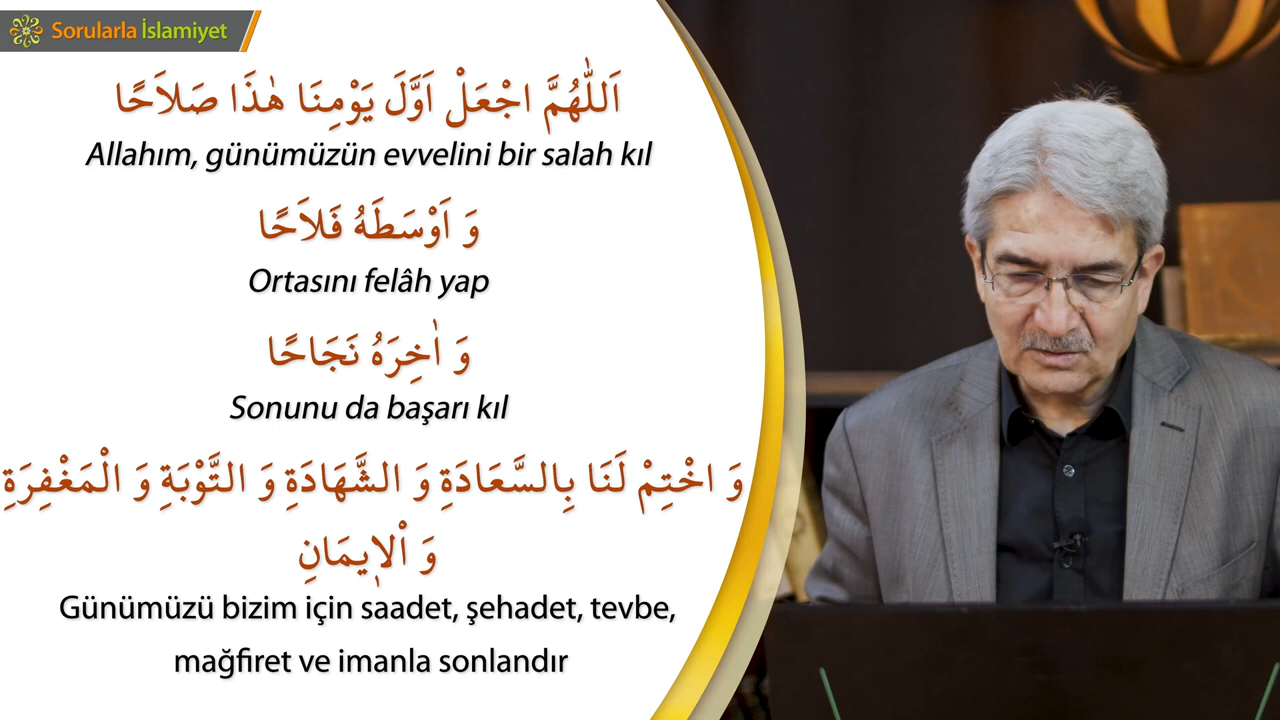 Sorularla İslamiyet
اَللّٰهُمَّ اجْعَلْ اَوَّلَ يَوْمِنَا هٰذَا صَلاَحًا
Allahım, günümüzün evvelini bir salah kıl
وَ اَوْسَطَهُ فَلاَحًا
Ortasını felâh yap
وَ اٰخِرَهُ نَجَاحًا
Sonunu da başarı kıl
وَ اخْتِمْ لَنَا بِالسَّعَادَةِ وَ الشَّهَادَةِ وَ التَّوْبَةِ وَ الْمَغْفِرَةِ
وَ اْلاِيمَانِ
Günümüzü bizim için saadet, şehadet, tevbe,
mağfiret ve imanla sonlandır